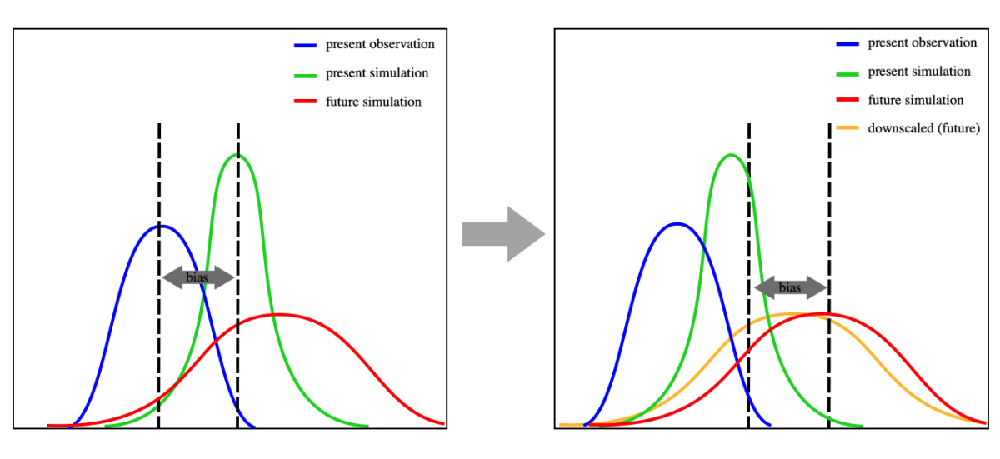 present observation
present simulation
future simulation
bias
present observation
present simulation
future simulation
downscaled (future)
bias